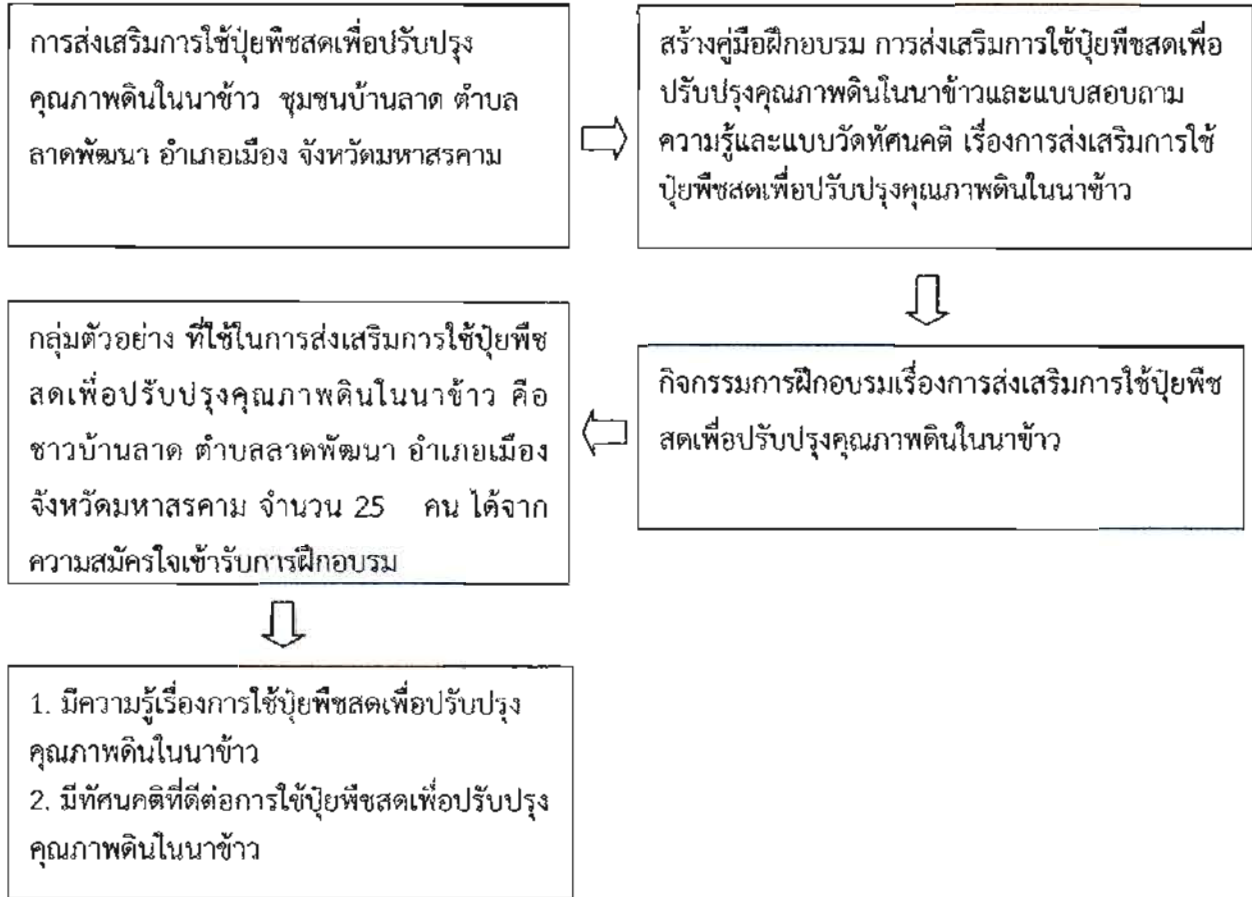 การส่งเสริมการใช้ปุ๋ยพืชสดเพื่อปรับปรุง
คุณภาพดินในนาข้าว ชุมชนบ้านลาด ตำบล
ลาดพัฒนา อำเภอเมือง จังหวัดมหาสรคาม
สร้างคู่มือฝึกอบรม การส่งเสริมการใช้ปุ๋ยพืชสดเพื่อ
ปรับปรุงคุณภาพดินในนาข้าวและแบบสอบถาม
ความรู้และแบบวัดทัศนคติ เรื่องการส่งเสริมการใช้
ปุ๋ยพืชสดเพื่อปรับปรุงคุณภาพดินในนาข้าว
กิจกรรมการฝึกอบรมเรื่องการส่งเสริมการใช้ปุ๋ยพืช
สดเพื่อปรับปรุงคุณภาพดินในนาข้าว
กลุ่มตัวอย่าง ที่ใช้ในการส่งเสริมการใช้ปุ๋ยพืช
สดเพื่อปรับปรุงคุณภาพดินในนาข้าว คือ
ชาวบ้านลาด ตำบลลาดพัฒนา อำเภอเมือง
จังหวัดมหาสรคาม จำนวน 25 คน ได้จาก
ความสมัครใจเข้ารับการฝึกอบรม
1. มีความรู้เรื่องการใช้ปุ๋ยพืชสดเพื่อปรับปรุง
คุณภาพดินในนาข้าว
2. มีทัศนคติที่ดีต่อการใช้ปุ๋ยพืชสดเพื่อปรับปรุง
คุณภาพดินในนาข้าว